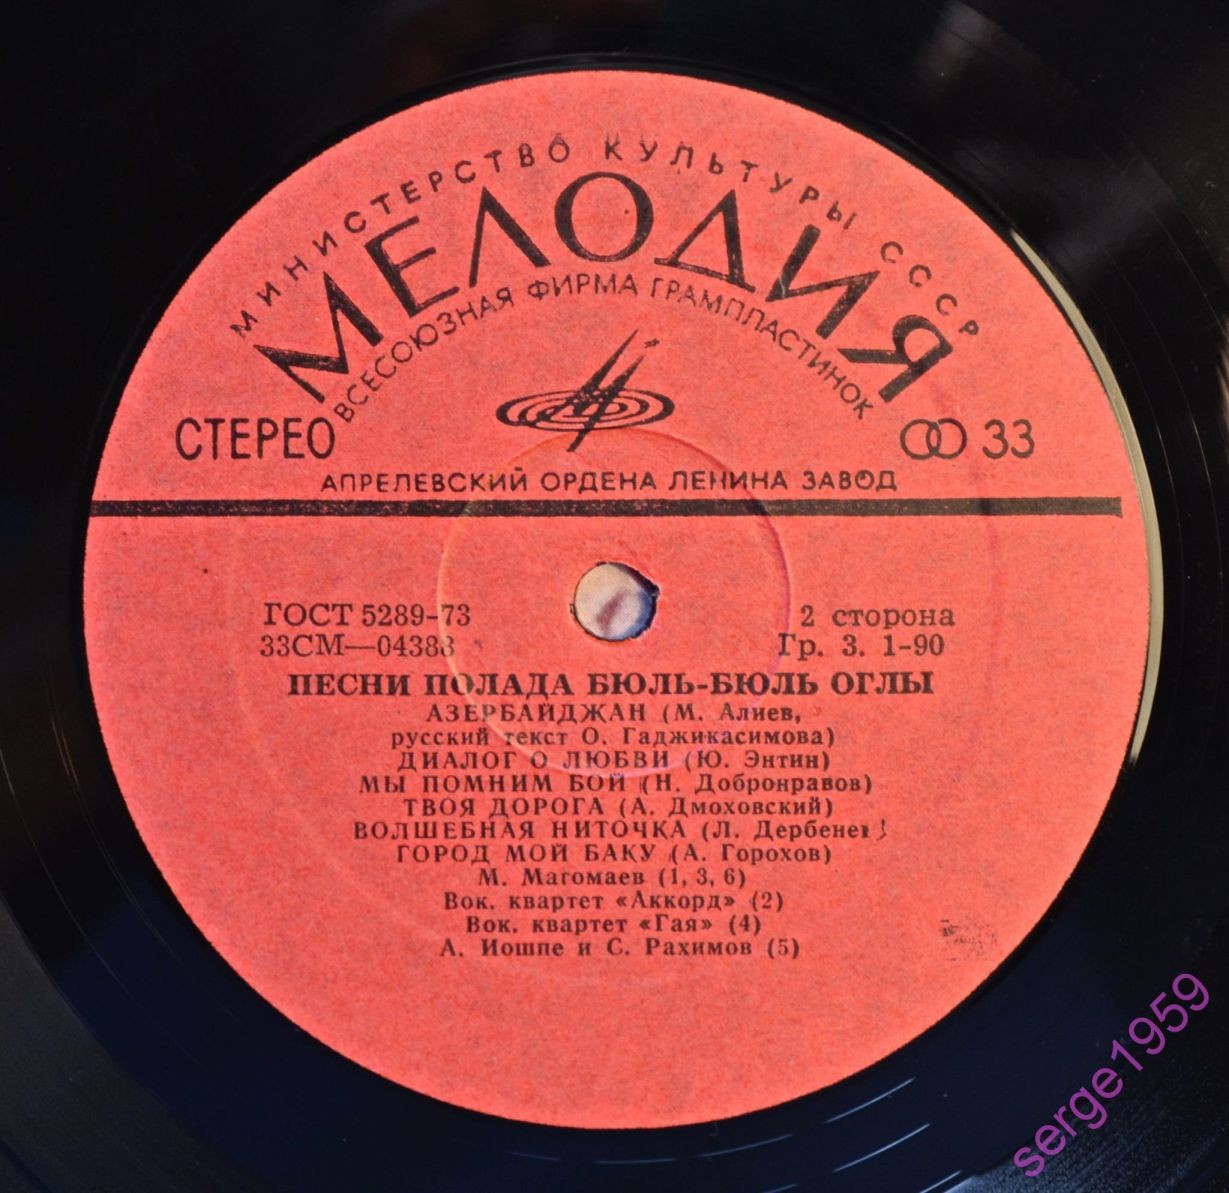 МИНИСТЕРСТВО КУЛЬТУРЫ СССР
МЕЛОДИЯ
ВСЕСОЮЗНАЯ ФИРМА ГРАМПЛАСТИНОК
СТЕРЕО
33
АПРЕЛЕВСКИЙ ОРДЕНА ЛЕНИНА ЗАВОД
ГОСТ 5289-73
2 сторона
33СМ—04383
Гр. 3. 1-90
ПЕСНИ ПОЛАДА БЮЛЬ-БЮЛЬ ОГЛЫ
АЗЕРБАЙДЖАН (М. Алиев,
русский текст О. Гаджикасимова)
ДИАЛОГ О ЛЮБВИ (Ю. Энтин)
МЫ ПОМНИМ БОЙ (Н. Добронравов)
ТВОЯ ДОРОГА (А. Дмоховский)
ВОЛШЕБНАЯ НИТОЧКА (Л. Дербенев)
ГОРОД МОЙ БАКУ (А. Горохов)
М. Магомаев (1, 3, 6)
Вок. квартет «Аккорд» (2)
Вок. квартет «Гая» (4)
А. Иошпе и С. Рахимов (5)
serge1959